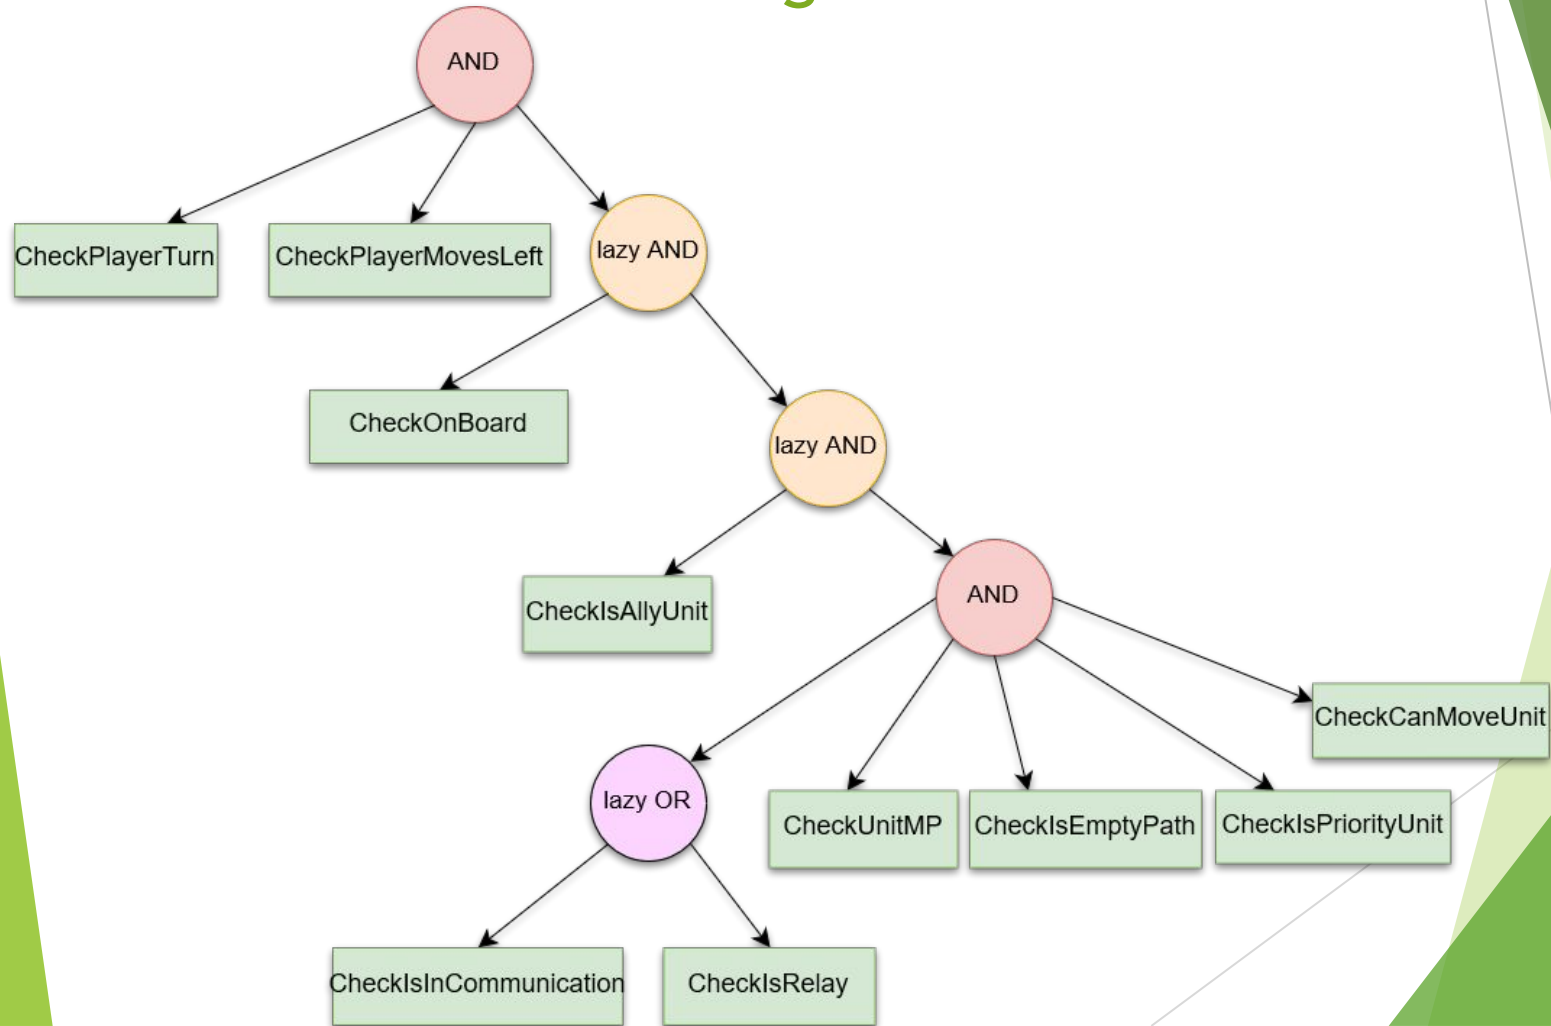 AND
CheckPlayerTurn
CheckPlayerMovesLeft
lazy AND
CheckOnBoard
lazy AND
CheckIsAllyUnit
AND
CheckCanMoveUnit
lazy OR
CheckUnitMP
CheckIsEmptyPath
CheckIsPriorityUnit
CheckIsInCommunication
CheckIsRelay